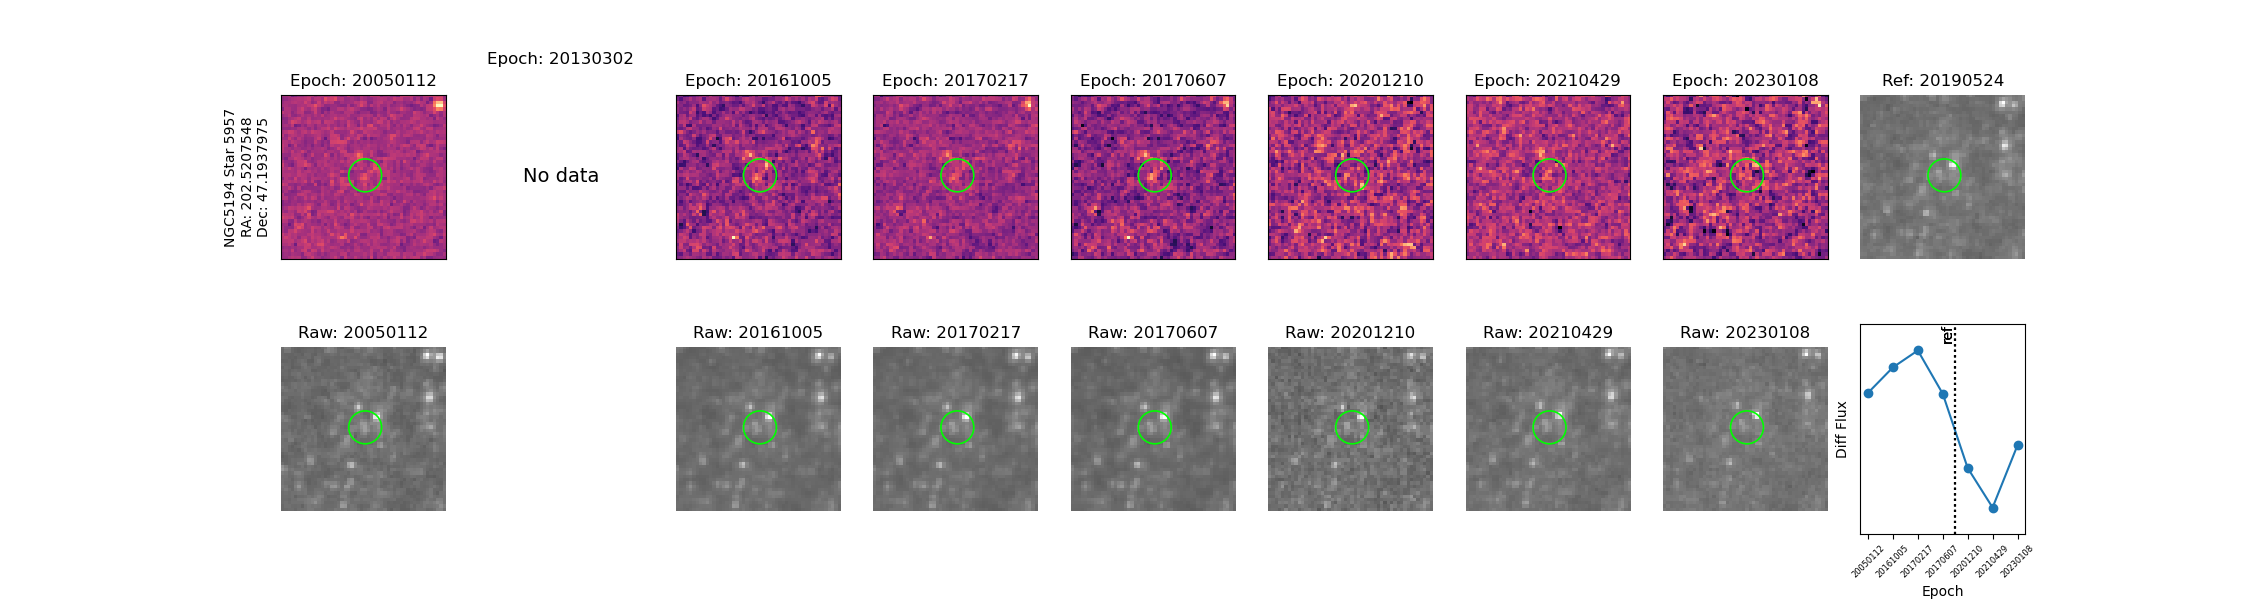 Epoch: 20130302
Epoch: 20050112
Epoch: 20161005
Epoch: 20170217
Epoch: 20170607
Epoch: 20201210
Epoch: 20210429
Epoch: 20230108
Ref: 20190524
NGC5194 Star 5957
RA: 202.5207548
Dec: 47.1937975
No data
Raw: 20050112
Raw: 20161005
Raw: 20170217
Raw: 20170607
Raw: 20201210
Raw: 20210429
Raw: 20230108
ref
Diff Flux
20050112
20161005
20170217
20170607
20201210
20210429
20230108
Epoch